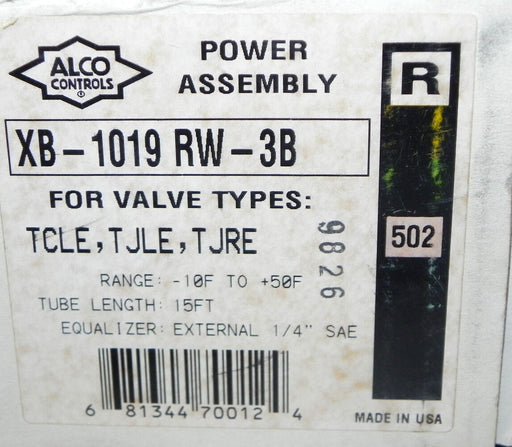 ALCO
CONTROLS
®
POWER
ASSEMBLY
R
XB-1019 RW-3B
FOR VALVE TYPES:
TCLE, TJLE, TJRE
9826
502
RANGE: -10F TO +50F
TUBE LENGTH: 15FT
EQUALIZER: EXTERNAL 1/4" SAE
6 81344 70012 4
MADE IN USA